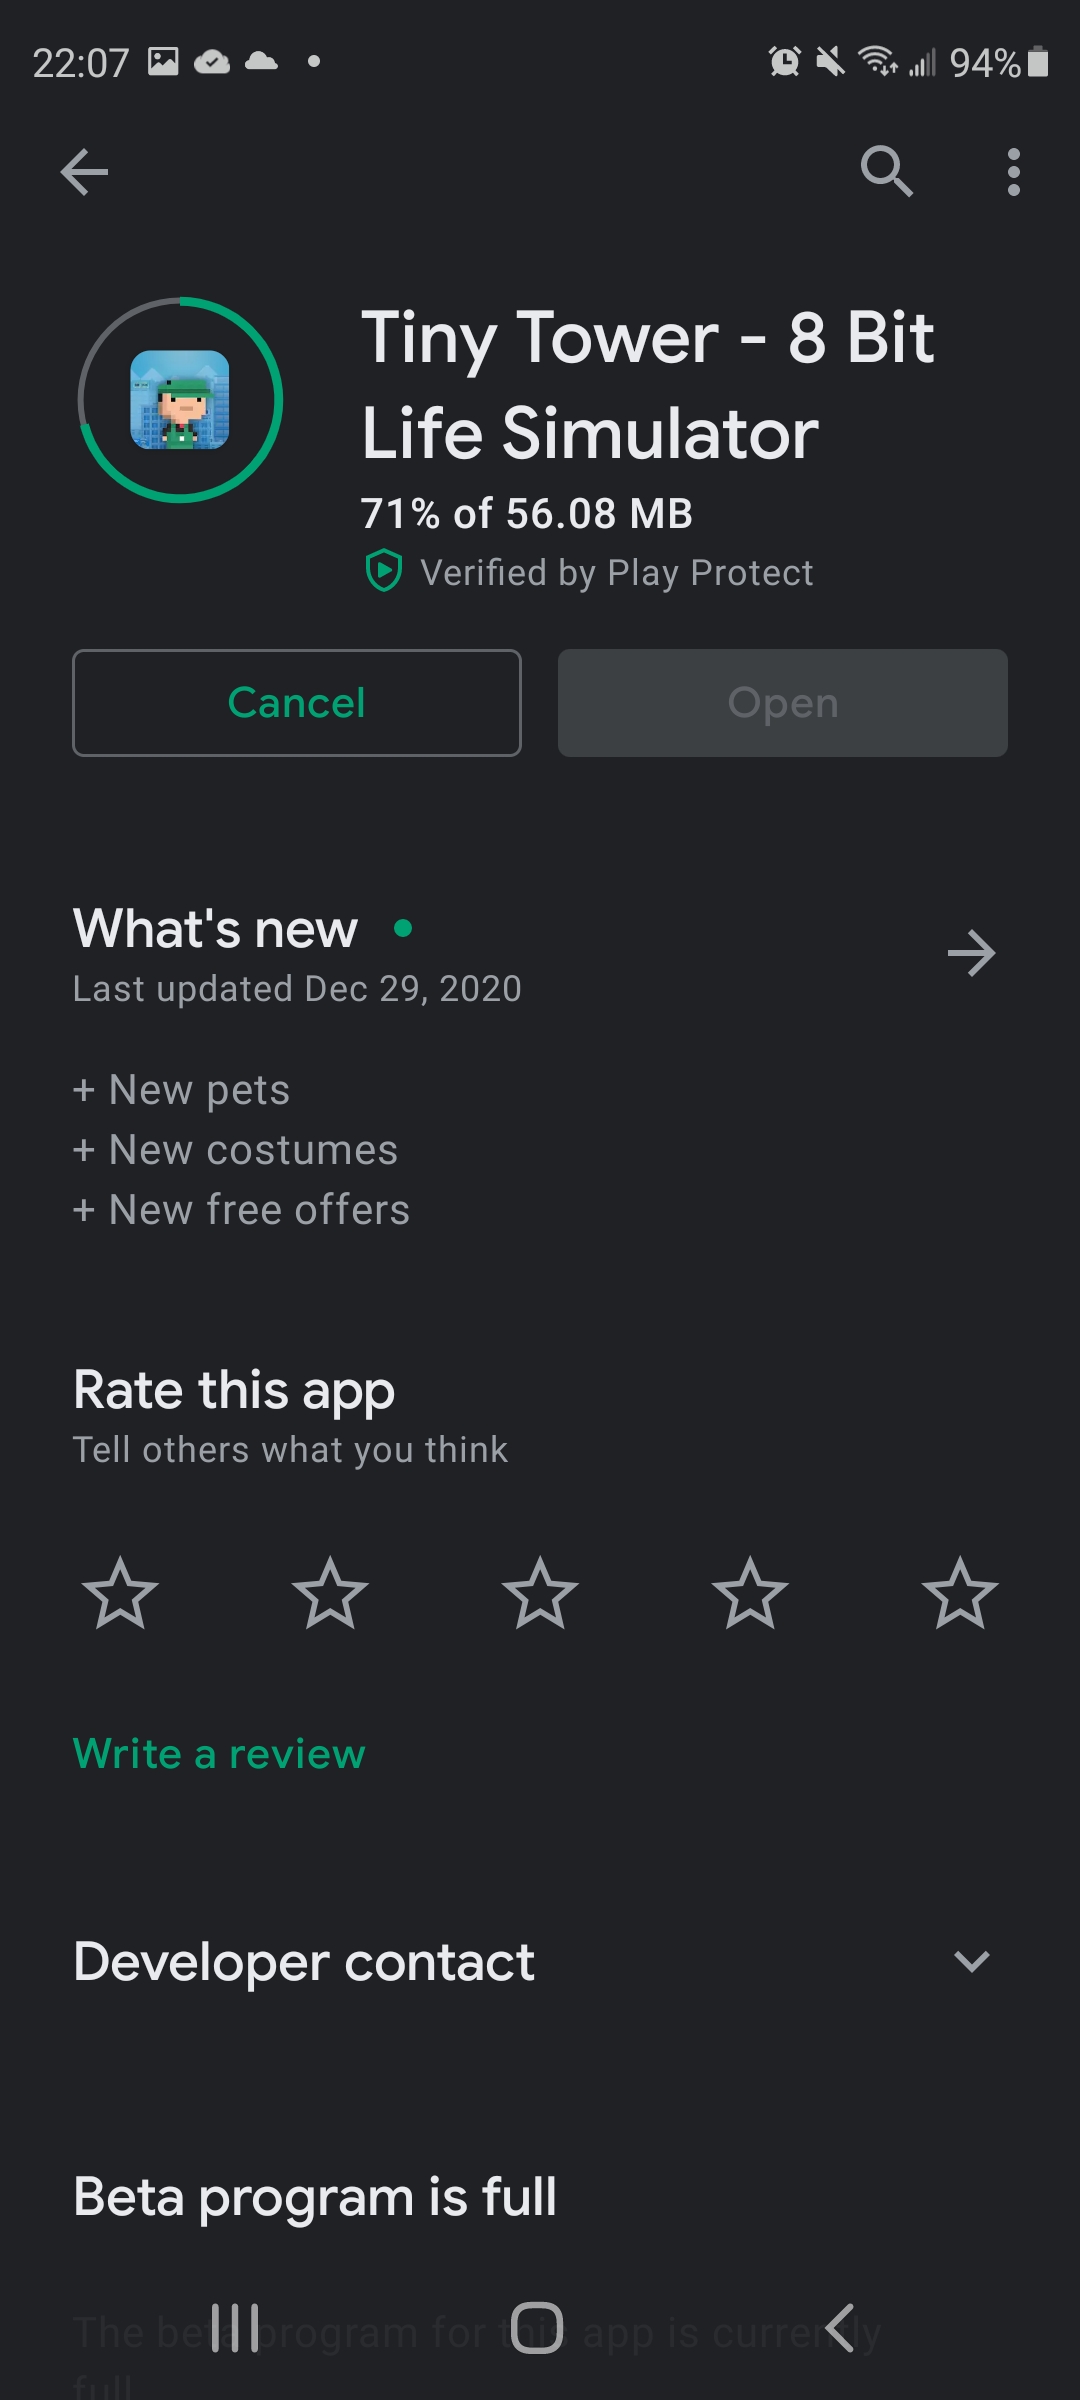 22:07
94%
Tiny Tower - 8 Bit
Life Simulator
71% of 56.08 MB
Verified by Play Protect
Cancel
Open
What's new
Last updated Dec 29, 2020
+ New pets
+ New costumes
+ New free offers
Rate this app
Tell others what you think
Write a review
Developer contact
Beta program is full
The beta program for this app is currently
full